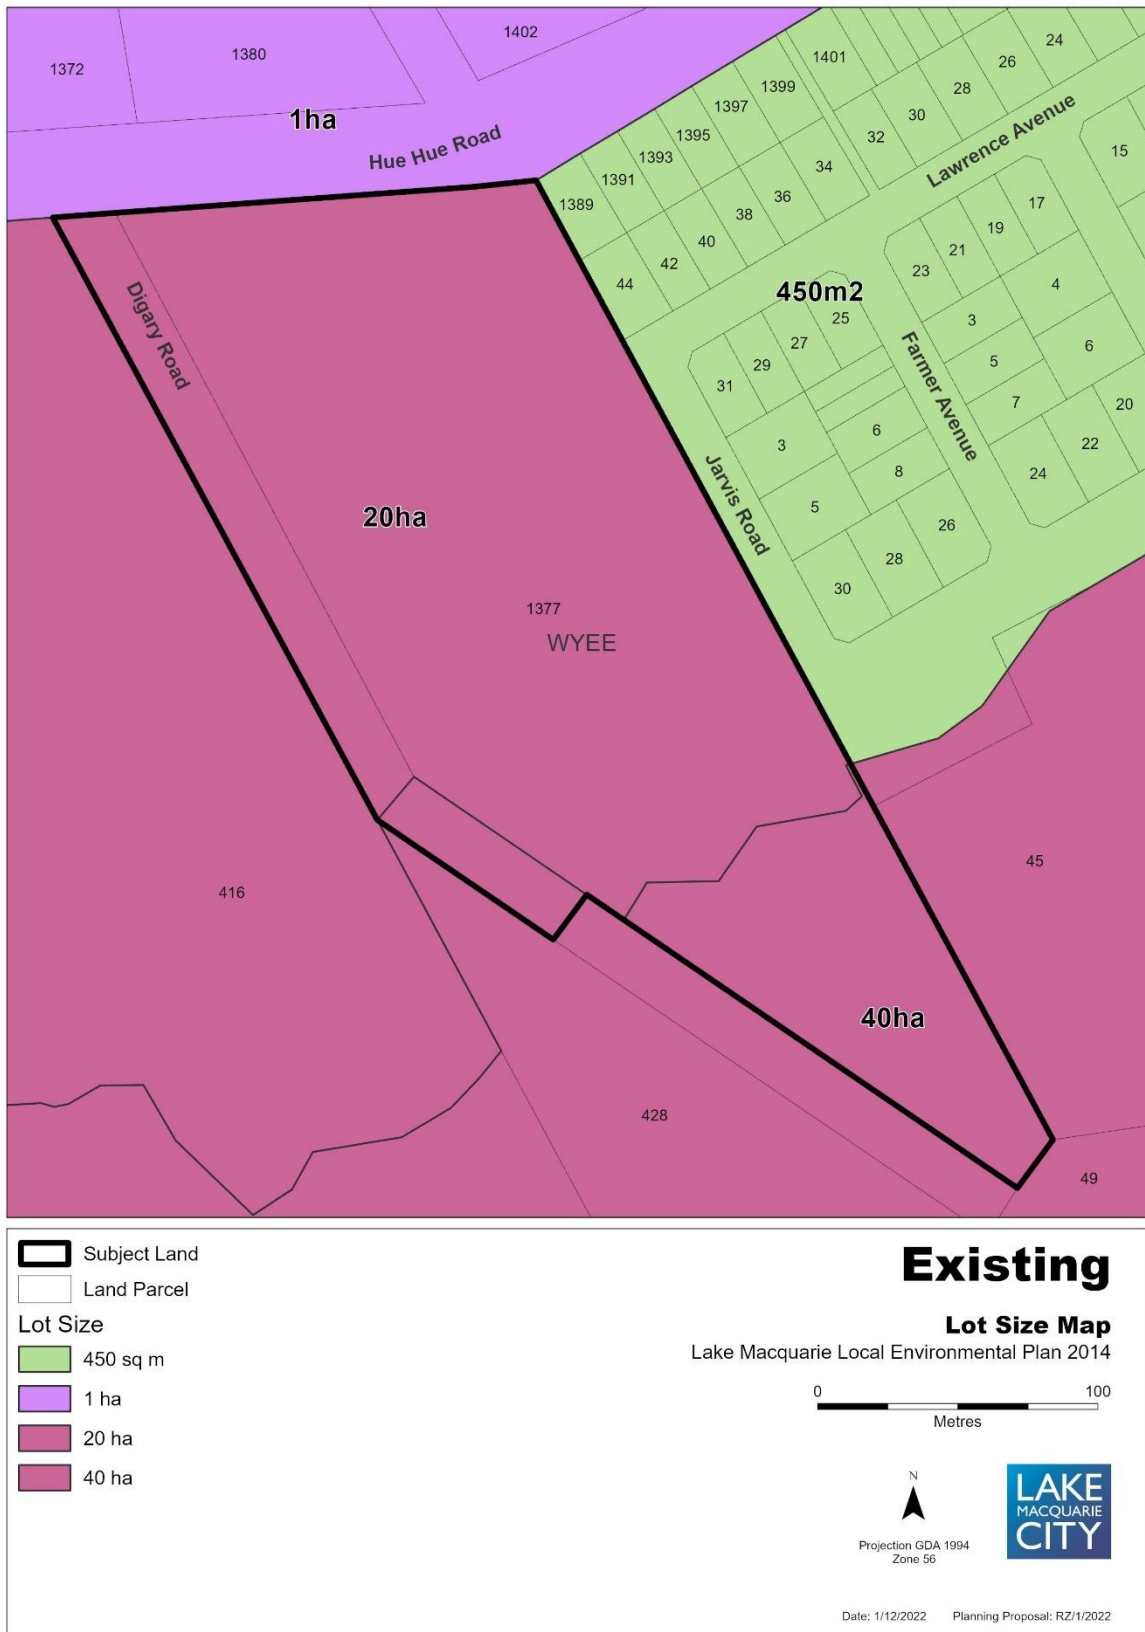 1372
1380
1402
1ha
Hue Hue Road
1401
24
26
28
30
32
1399
1397
1395
1393
1391
1389
Lawrence Avenue
15
34
36
38
40
42
44
17
19
21
23
4
3
5
7
6
20
22
24
450m2
25
27
29
31
Farmer Avenue
3
5
6
8
26
28
30
Jarvis Road
Digary Road
20ha
1377
WYEE
416
45
40ha
428
49
Subject Land
Land Parcel
Lot Size
450 sq m
1 ha
20 ha
40 ha
Existing
Lot Size Map
Lake Macquarie Local Environmental Plan 2014
0 100
Metres
N
Projection GDA 1994
Zone 56
LAKE
MACQUARIE
CITY
Date: 1/12/2022 Planning Proposal: RZ/1/2022